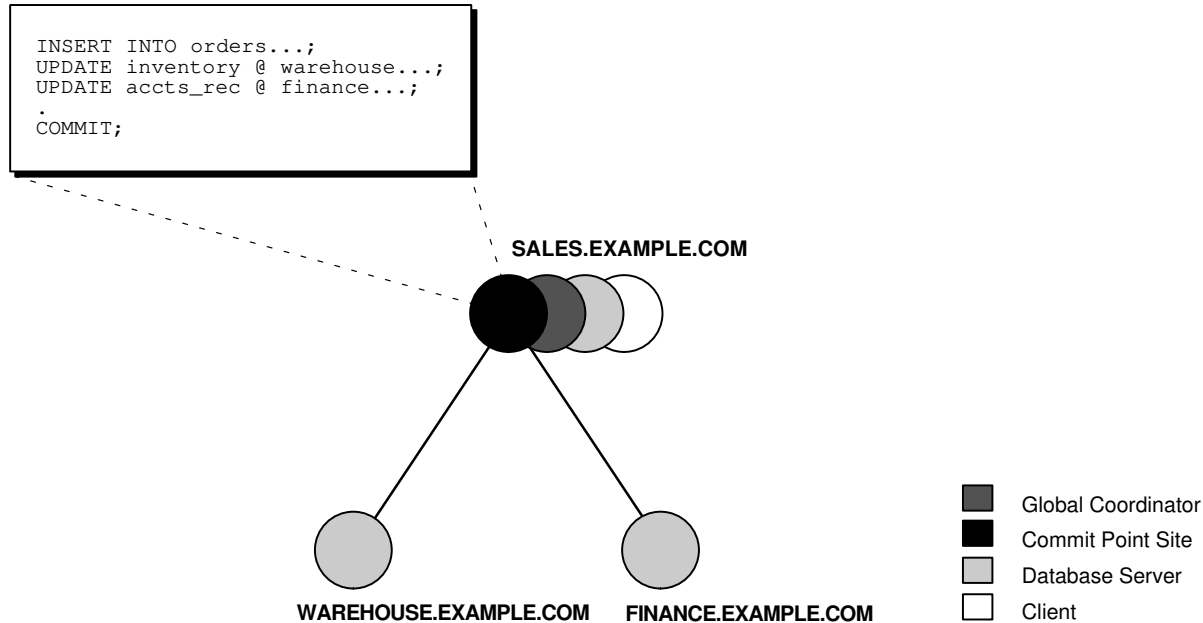 INSERT INTO orders...;
UPDATE inventory @ warehouse...;
UPDATE accts_rec @ finance...;
.
COMMIT;
SALES.EXAMPLE.COM
WAREHOUSE.EXAMPLE.COM
FINANCE.EXAMPLE.COM
Global Coordinator
Commit Point Site
Database Server
Client